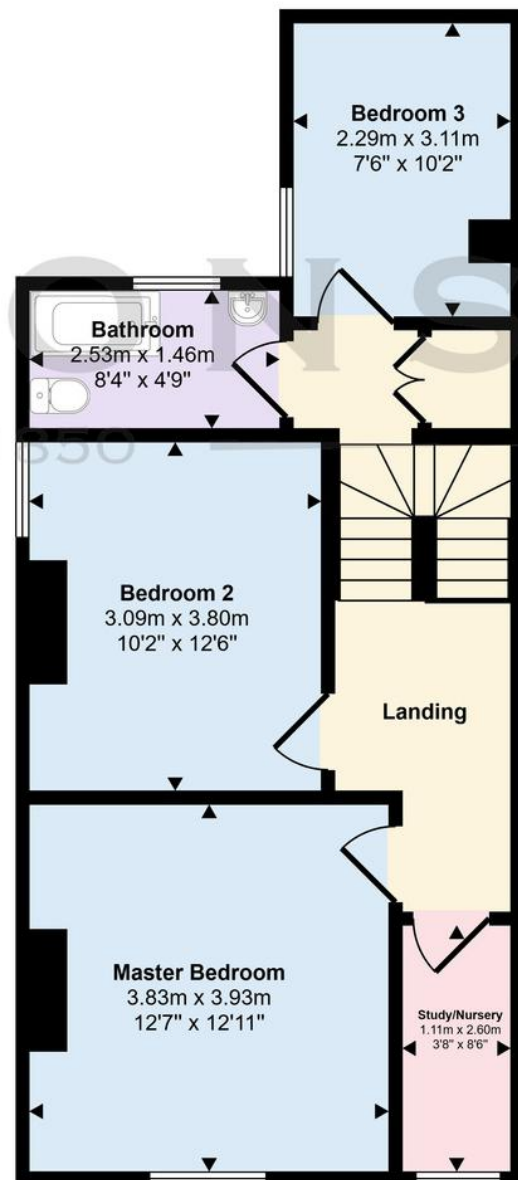 Bedroom 3
2.29m x 3.11m
7'6" x 10'2"
ONS
Bathroom
2.53m x 1.46m
8'4" x 4'9"
850
Bedroom 2
3.09m x 3.80m
10'2" x 12'6"
Landing
Master Bedroom
3.83m x 3.93m
12'7" x 12'11"
Study/Nursery
1.11m x 2.60m
3'8" x 8'6"